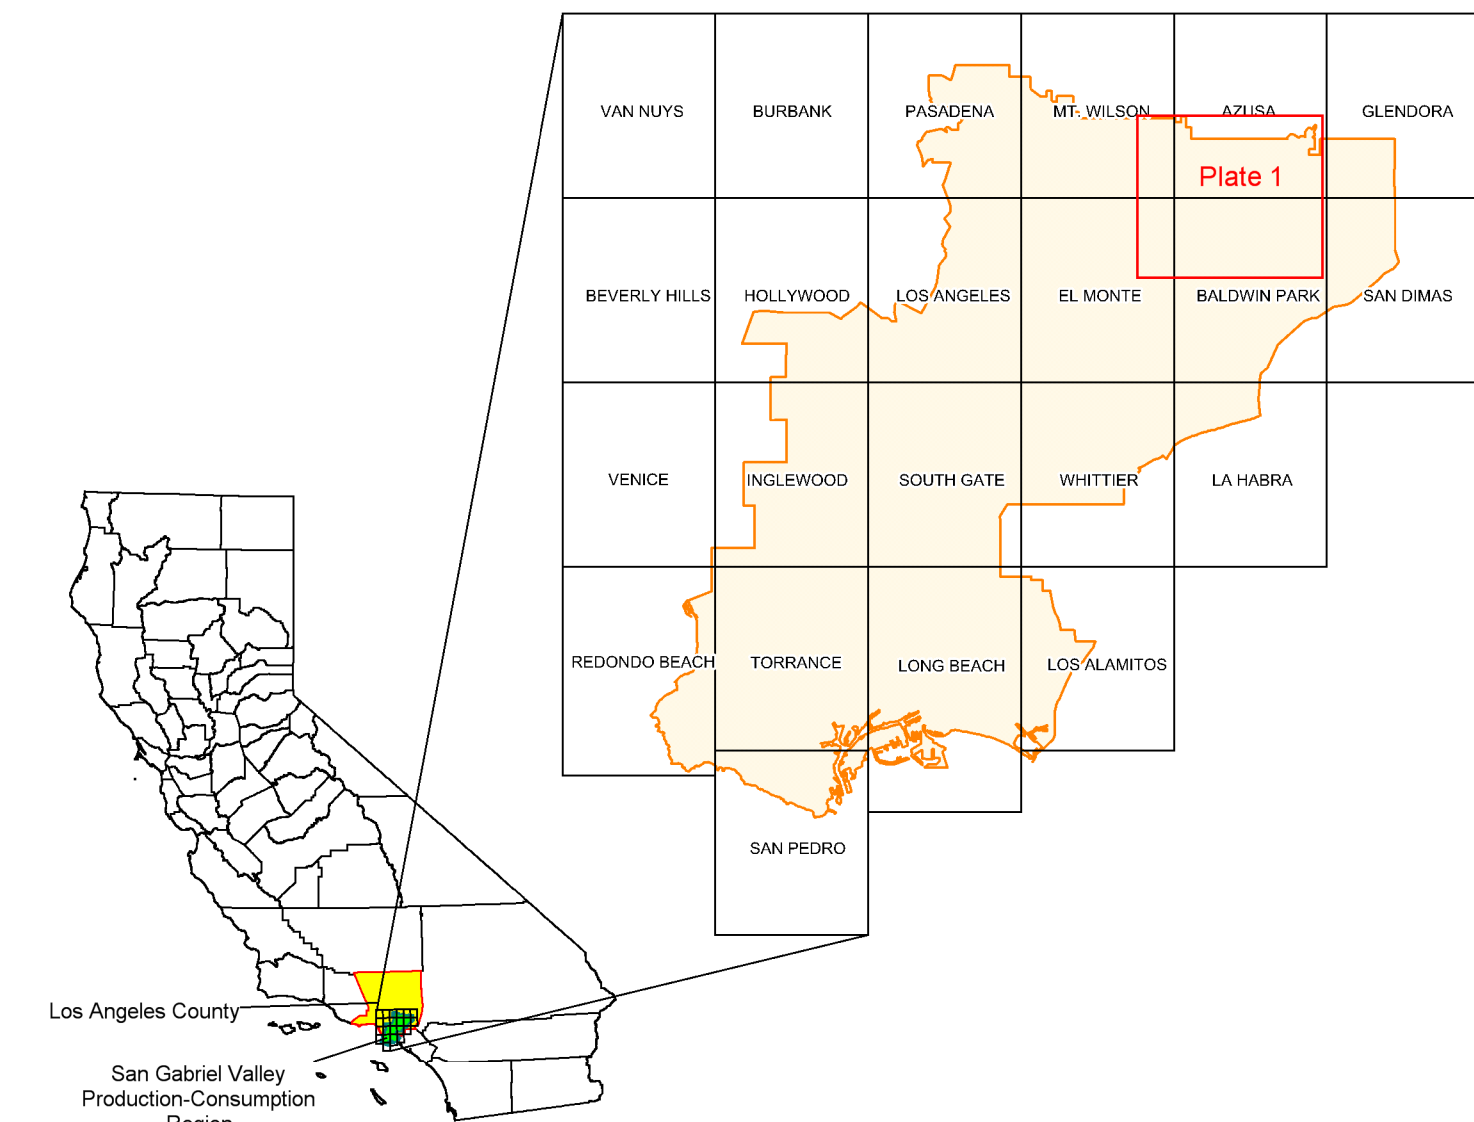 VAN NUYS
BURBANK
PASADENA
MT. WILSON
AZUSA
GLENDORA
Plate 1
BEVERLY HILLS
HOLLYWOOD
LOS ANGELES
EL MONTE
BALDWIN PARK
SAN DIMAS
VENICE
INGLEWOOD
SOUTH GATE
WHITTIER
LA HABRA
REDONDO BEACH
TORRANCE
LONG BEACH
LOS ALAMITOS
SAN PEDRO
Los Angeles County
San Gabriel Valley
Production-Consumption
Region